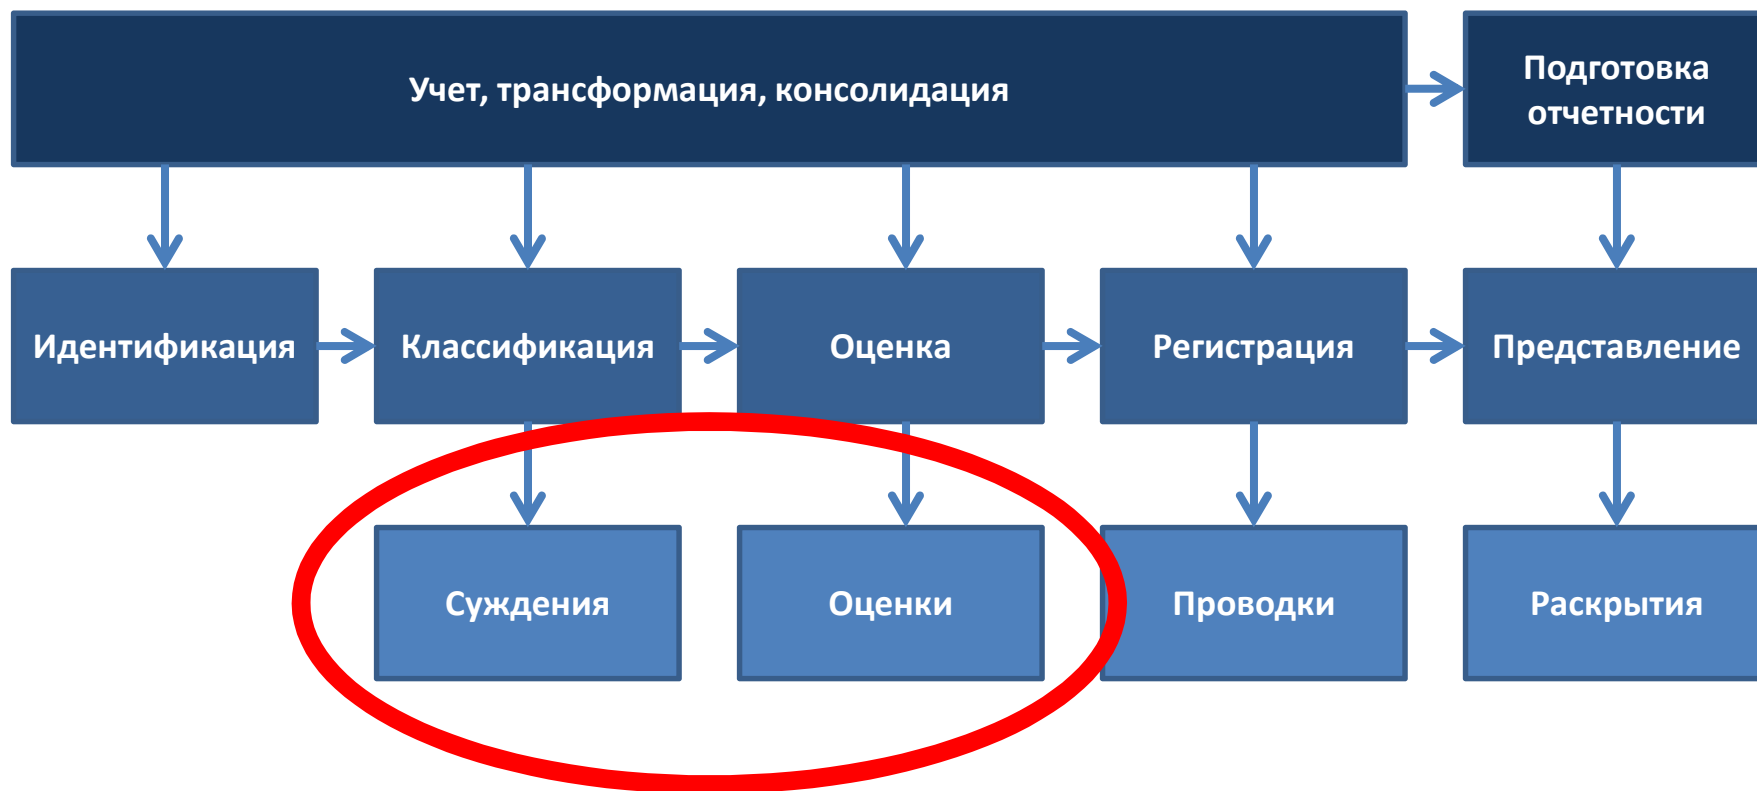 Учет, трансформация, консолидация
Подготовка
отчетности
Идентификация
Классификация
Оценка
Регистрация
Представление
Суждения
Оценки
Проводки
Раскрытия